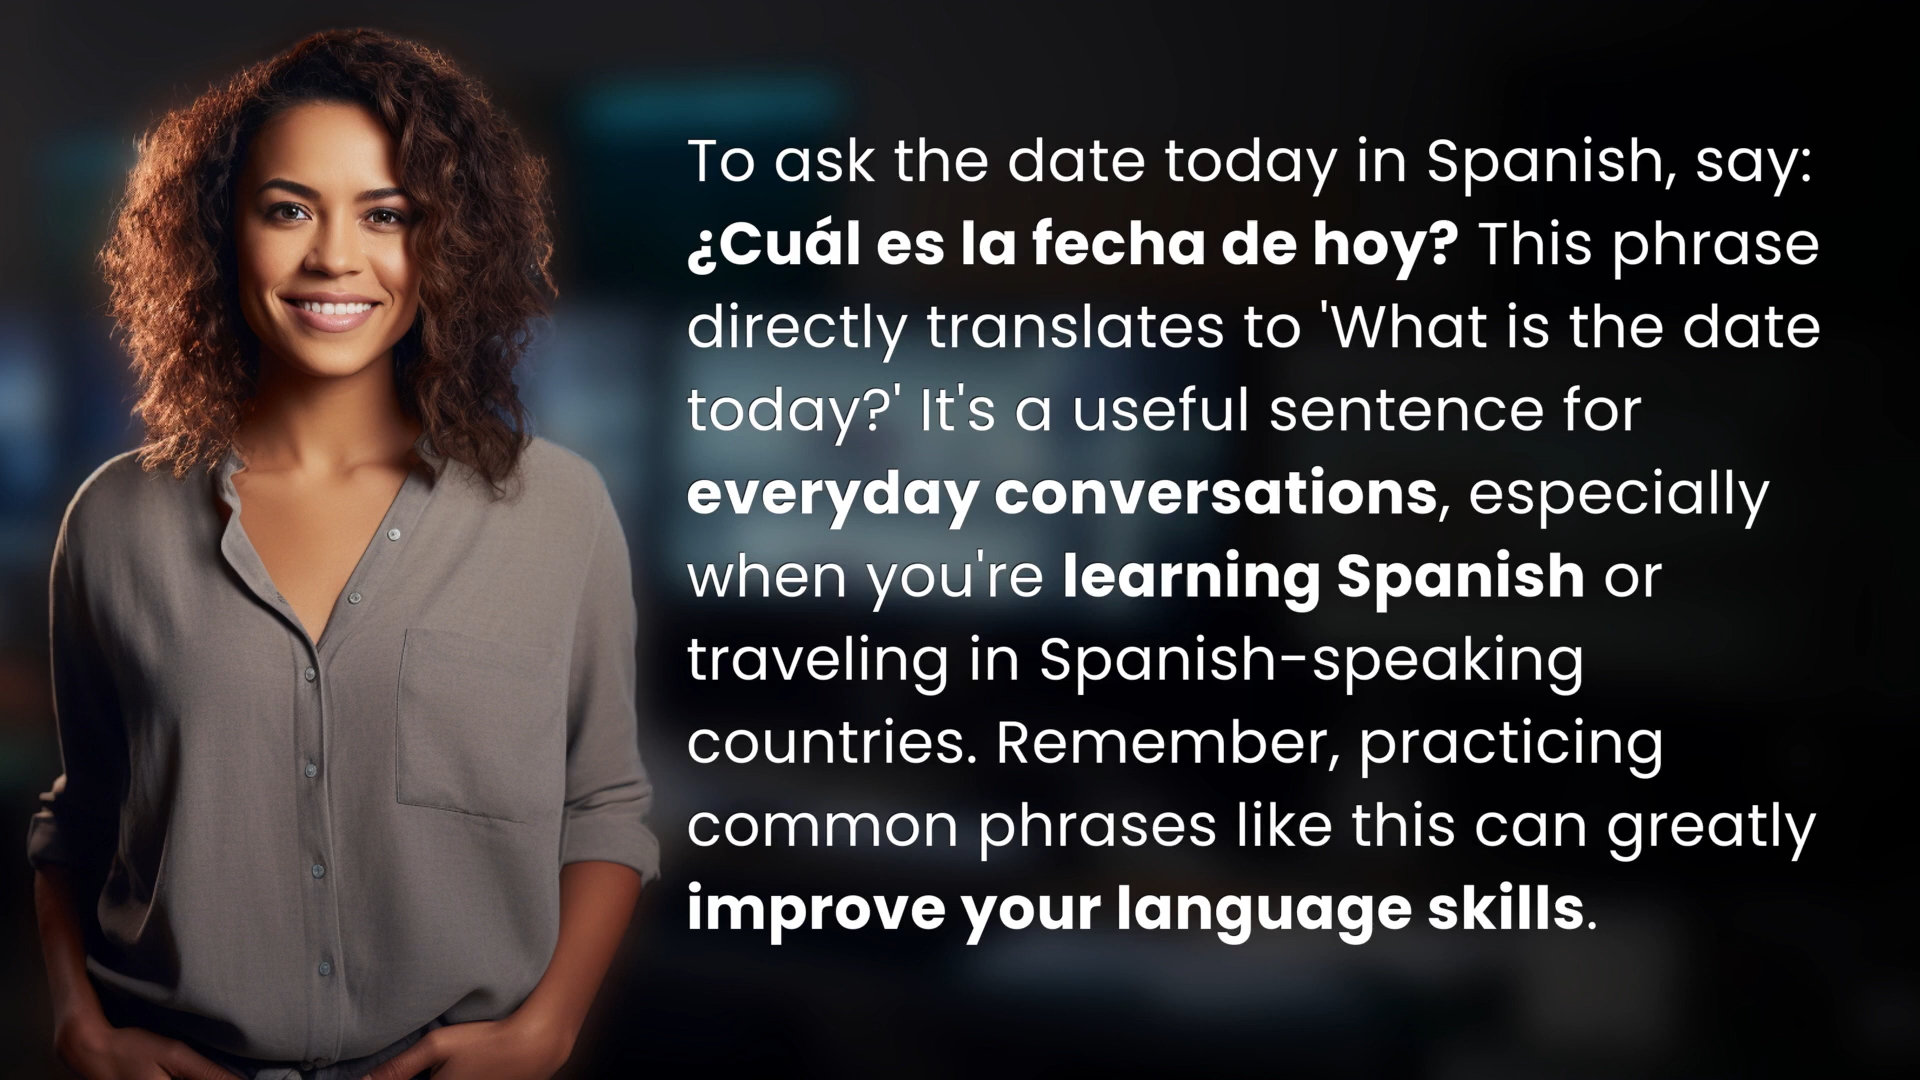 To ask the date today in Spanish, say:
¿Cuál es la fecha de hoy? This phrase
directly translates to 'What is the date
today?' It's a useful sentence for
everyday conversations, especially
when you're learning Spanish or
traveling in Spanish-speaking
countries. Remember, practicing
common phrases like this can greatly
improve your language skills.